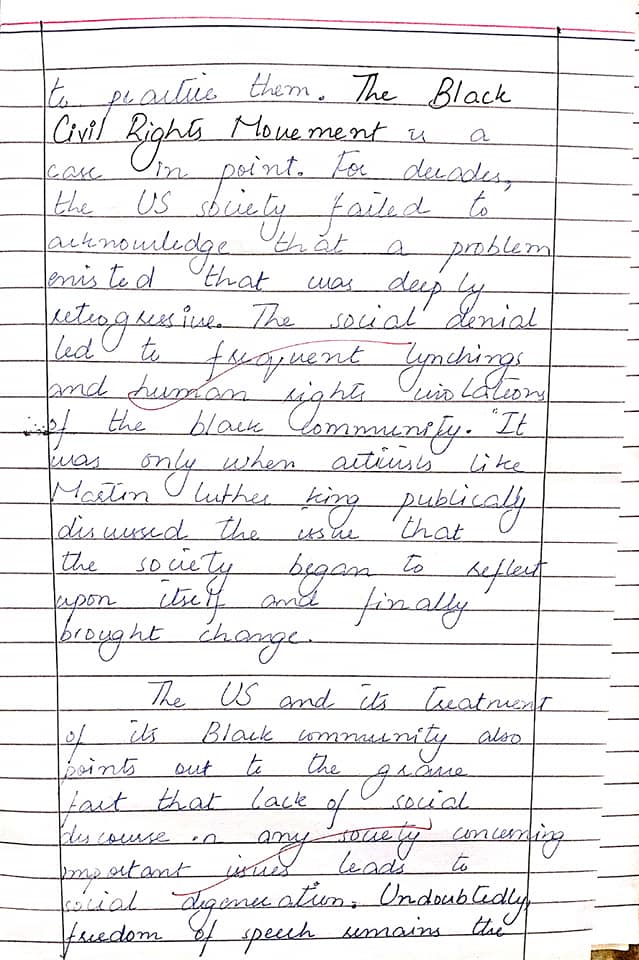 to practice them. The Black
Civil Rights Movement is a
case in point. For decades,
the US society failed to
acknowledge that a problem
existed that was deeply
retrogressive. The social denial
led to frequent lynchings
and human rights violations
of the black community. "It
was only when activists like
Martin Luther King publically
discussed the issue that
the society began to reflect
upon itself and finally
brought change.
The US and its treatment
of its Black community also
points out to the grave
fact that lack of social
discourse in any society concerning
important issues leads to
social degeneration. Undoubtedly,
freedom of speech remains the